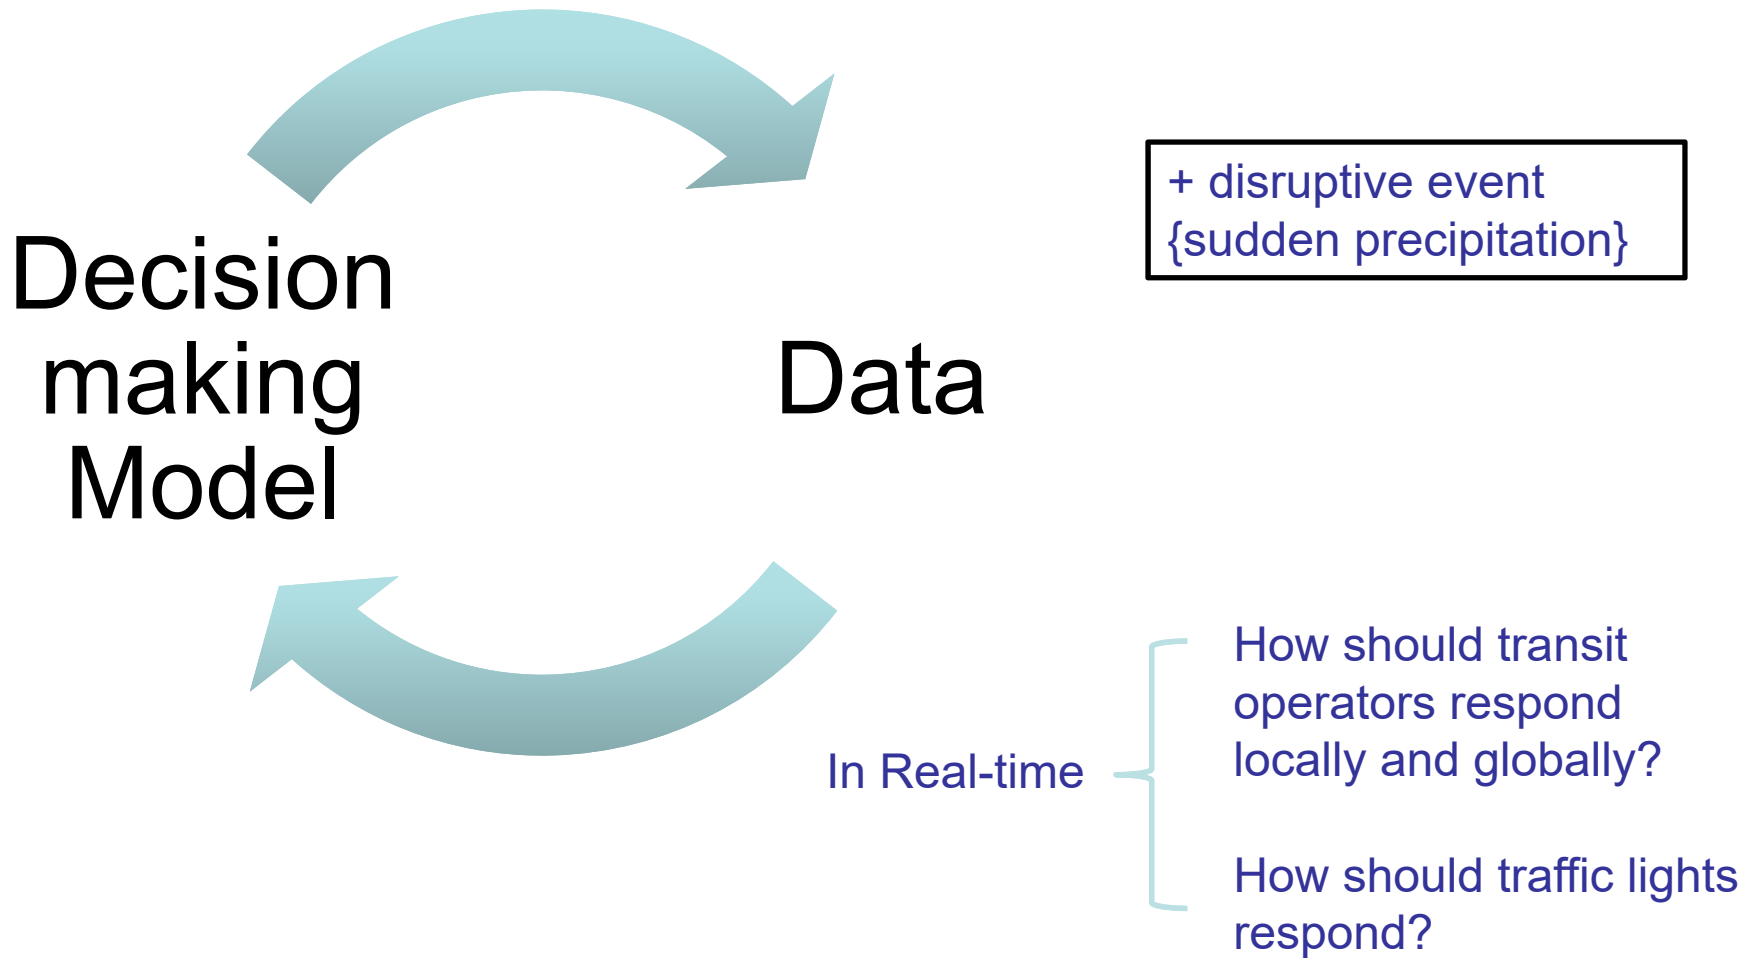 Decision
making
Model
Data
+ disruptive event
{sudden precipitation}
In Real-time
How should transit
operators respond
locally and globally?
How should traffic lights
respond?